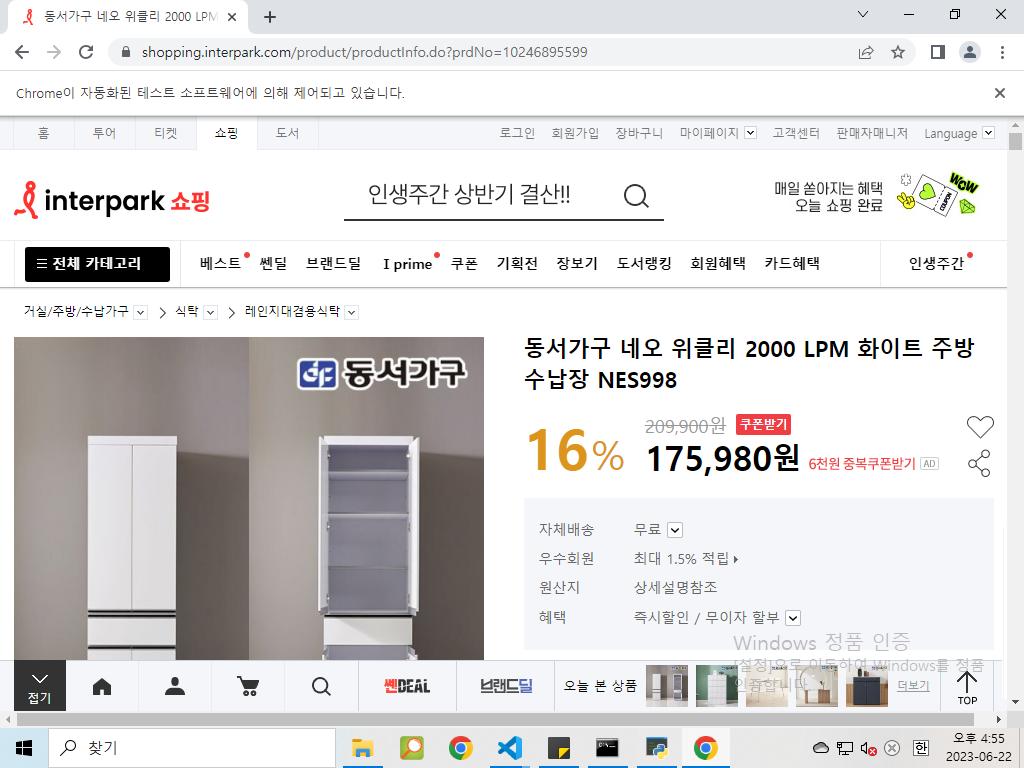 동서가구 네오 위클리 2000 LPM
shopping.interpark.com/product/productInfo.do?prdNo=10246895599
Chrome이 자동화된 테스트 소프트웨어에 의해 제어되고 있습니다.
홈 투어 티켓 쇼핑 도서 로그인 회원가입 장바구니 마이페이지 고객센터 판매자매니저 Language
interpark 쇼핑
인생주간 상반기 결산!!
매일 쏟아지는 혜택
오늘 쇼핑 완료
WOW
COUPON
전체 카테고리 베스트 쎈딜 브랜드딜 I prime 쿠폰 기획전 장보기 도서랭킹 회원혜택 카드혜택 인생주간
거실/주방/수납가구 식탁 레인지대겸용식탁
동서가구
동서가구 네오 위클리 2000 LPM 화이트 주방
수납장 NES998
209,900원 쿠폰받기
16% 175,980원 6천원 중복쿠폰받기 AD
자체배송 무료
우수회원 최대 1.5% 적립
원산지 상세설명참조
혜택 즉시할인 / 무이자 할부
Windows 정품 인증
[설정]으로 이동하여 Windows를 정품
인증합니다.
접기
쎈DEAL
브랜드딜
오늘 본 상품
더보기
TOP
찾기
한
오후 4:55
2023-06-22